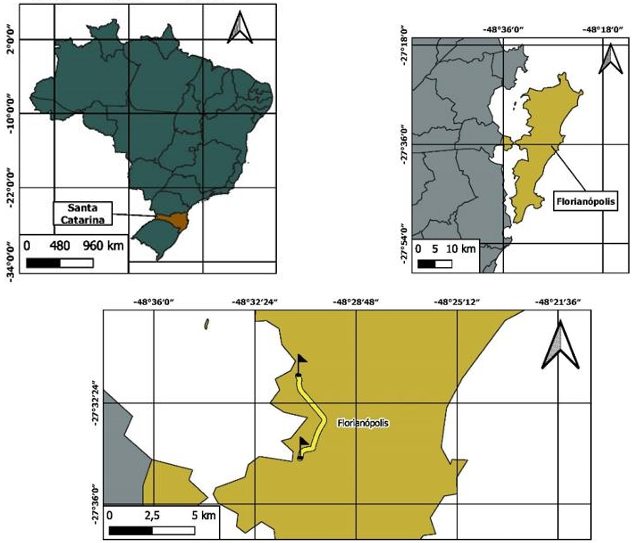 2°0'0"
-10°0'0"
-22°0'0"
-34°0'0"
Santa
Catarina
0 480 960 km
-48°36'0" -48°18'0"
-27°18'0"
-27°36'0"
-27°54'0"
Florianópolis
0 5 10 km
-48°36'0" -48°32'24" -48°28'48" -48°25'12" -48°21'36"
-27°32'24"
-27°36'0"
Florianópolis
0 2,5 5 km